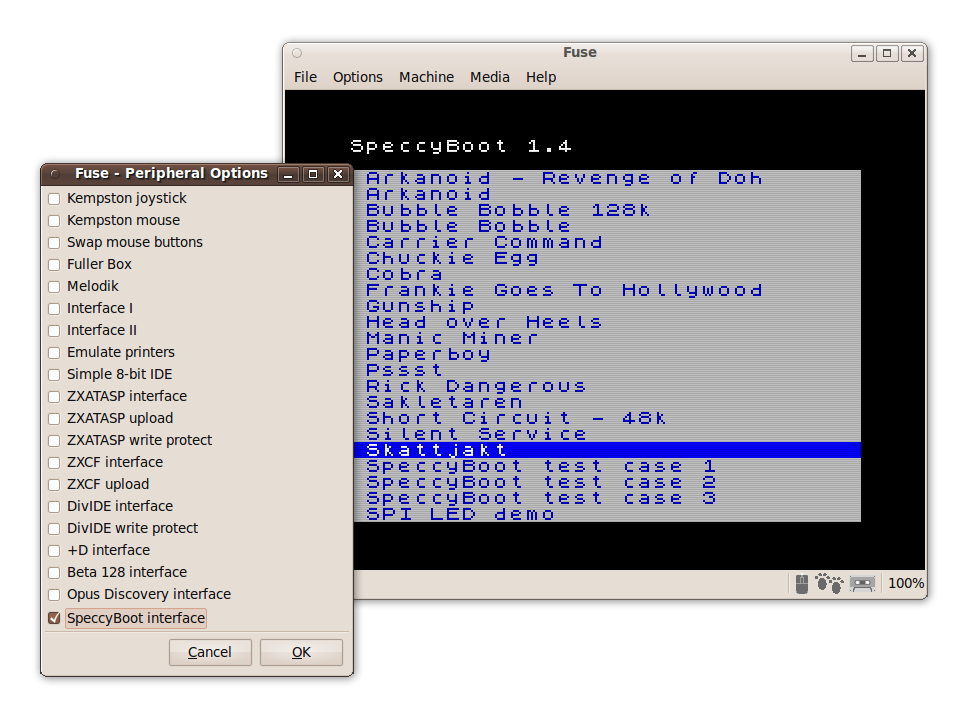 Fuse
File Options Machine Media Help
SpeccyBoot 1.4
Arkanoid - Revenge of Doh
Arkanoid
Bubble Bobble 128k
Bubble Bobble
Carrier Command
Chuckie Egg
Cobra
Frankie Goes To Hollywood
Gunship
Head over Heels
Manic Miner
Paperboy
Pssst
Rick Dangerous
Sakletaren
Short Circuit - 48k
Silent Service
Skattjakt
SpeccyBoot test case 1
SpeccyBoot test case 2
SpeccyBoot test case 3
SPI LED demo
100%
Fuse - Peripheral Options
Kempston joystick
Kempston mouse
Swap mouse buttons
Fuller Box
Melodik
Interface I
Interface II
Emulate printers
Simple 8-bit IDE
ZXATASP interface
ZXATASP upload
ZXATASP write protect
ZXCF interface
ZXCF upload
DivIDE interface
DivIDE write protect
+D interface
Beta 128 interface
Opus Discovery interface
SpeccyBoot interface
Cancel OK